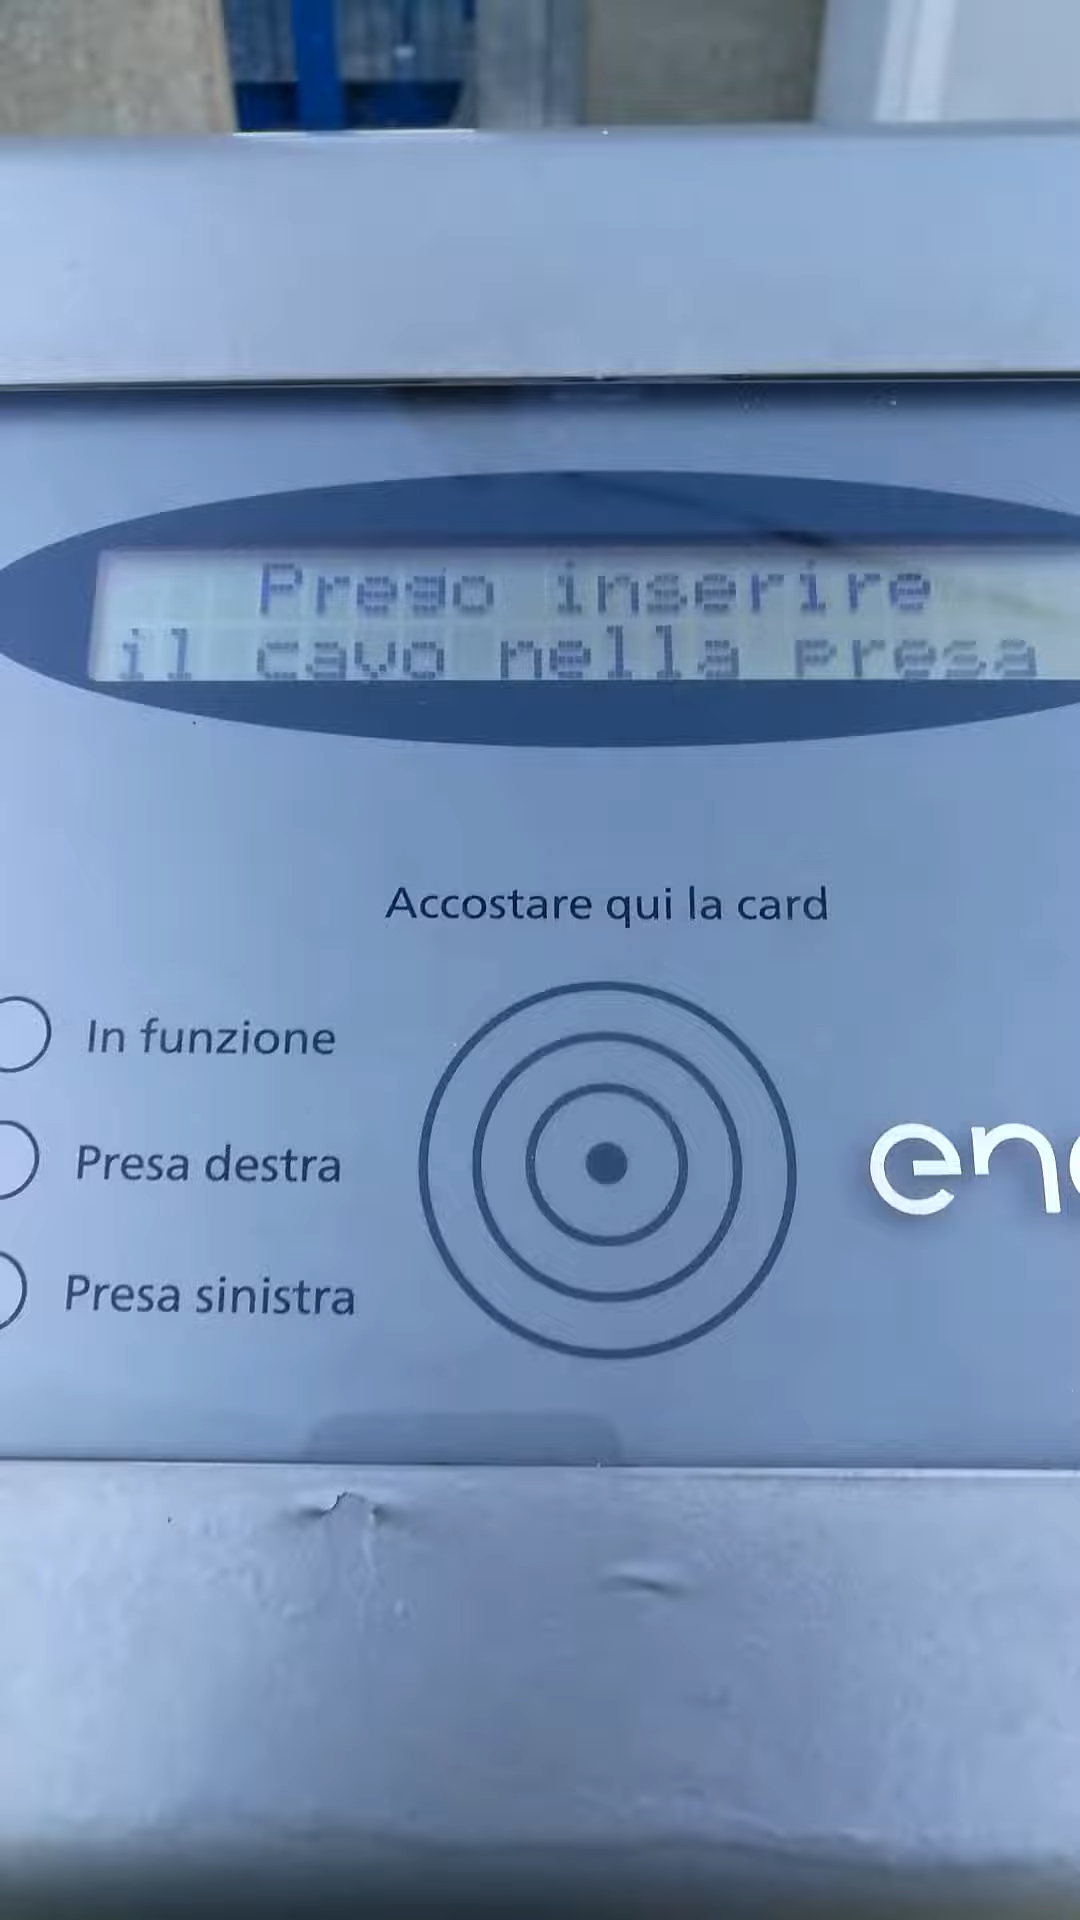 Prego inserire
il cavo nella presa
Accostare qui la card
In funzione
Presa destra
Presa sinistra